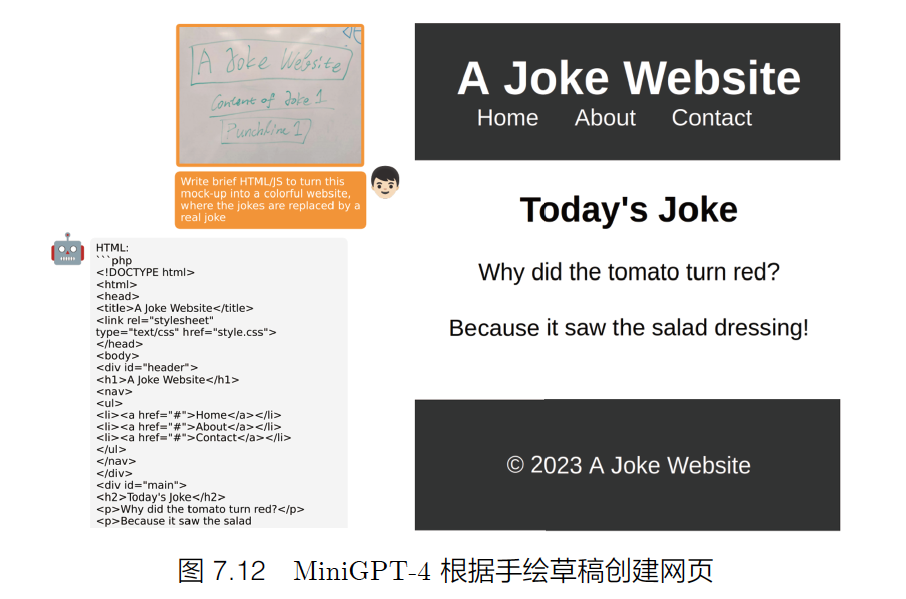 A Joke Website
Content of Joke 1
Punchline 1
Write brief HTML/JS to turn this
mock-up into a colorful website,
where the jokes are replaced by a
real joke
HTML:
```php
<!DOCTYPE html>
<html>
<head>
<title>A Joke Website</title>
<link rel="stylesheet"
type="text/css" href="style.css">
</head>
<body>
<div id="header">
<h1>A Joke Website</h1>
<nav>
<ul>
<li><a href="#">Home</a></li>
<li><a href="#">About</a></li>
<li><a href="#">Contact</a></li>
</ul>
</nav>
</div>
<div id="main">
<h2>Today's Joke</h2>
<p>Why did the tomato turn red?</p>
<p>Because it saw the salad
A Joke Website
Home About Contact
Today's Joke
Why did the tomato turn red?
Because it saw the salad dressing!
© 2023 A Joke Website
图 7.12 MiniGPT-4 根据手绘草稿创建网页